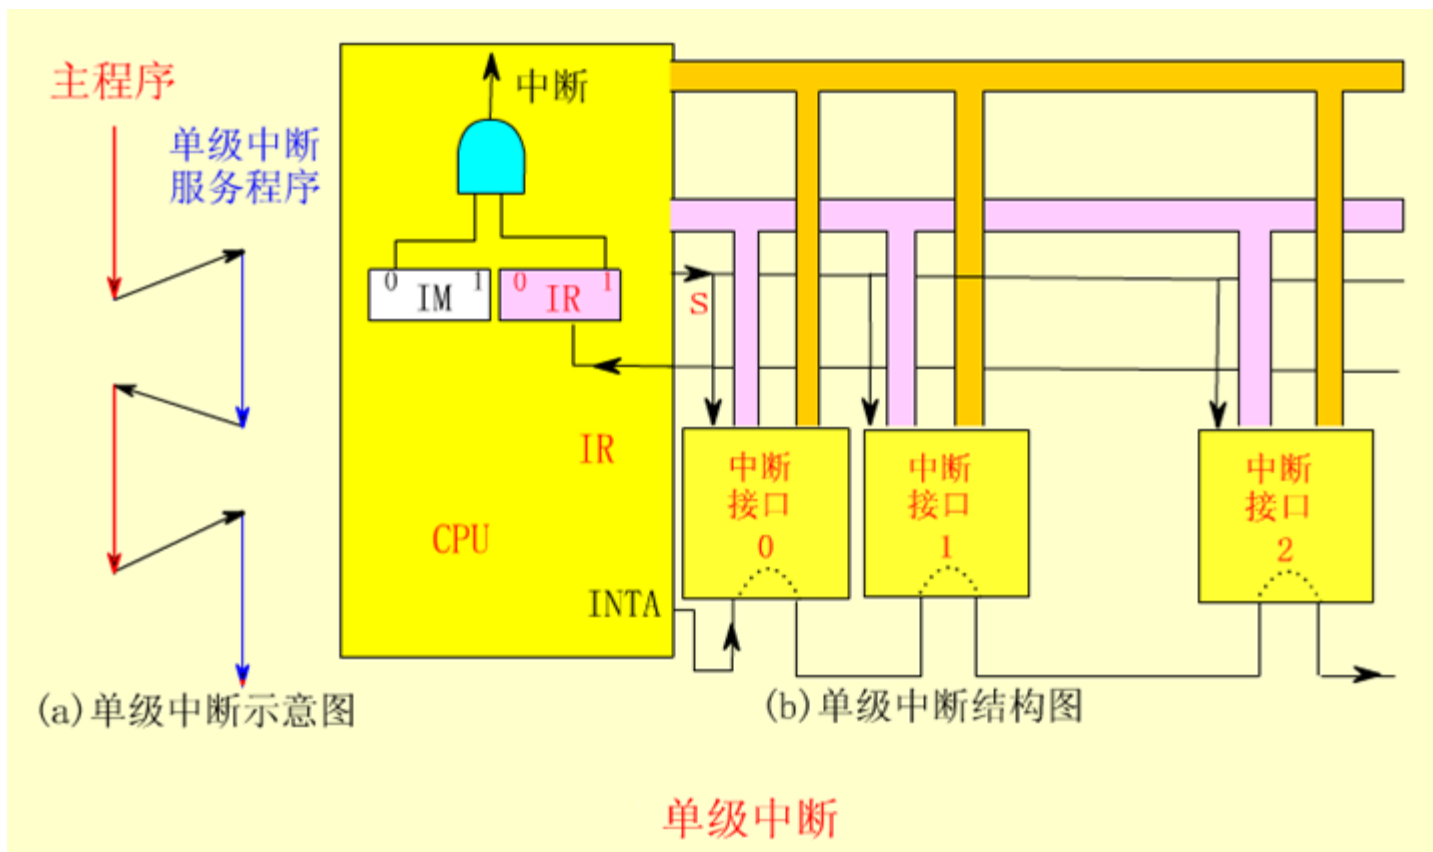 主程序
单级中断
服务程序
中断
0 IM 1
0 IR 1
S
IR
CPU
INTA
中断
接口
0
中断
接口
1
中断
接口
2
(a)单级中断示意图
(b)单级中断结构图
单级中断